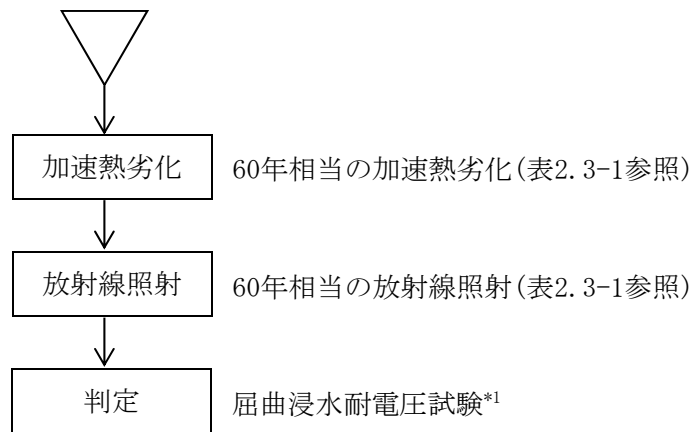 加速熱劣化 60年相当の加速熱劣化(表2.3-1参照)
放射線照射 60年相当の放射線照射(表2.3-1参照)
判定 屈曲浸水耐電圧試験*1